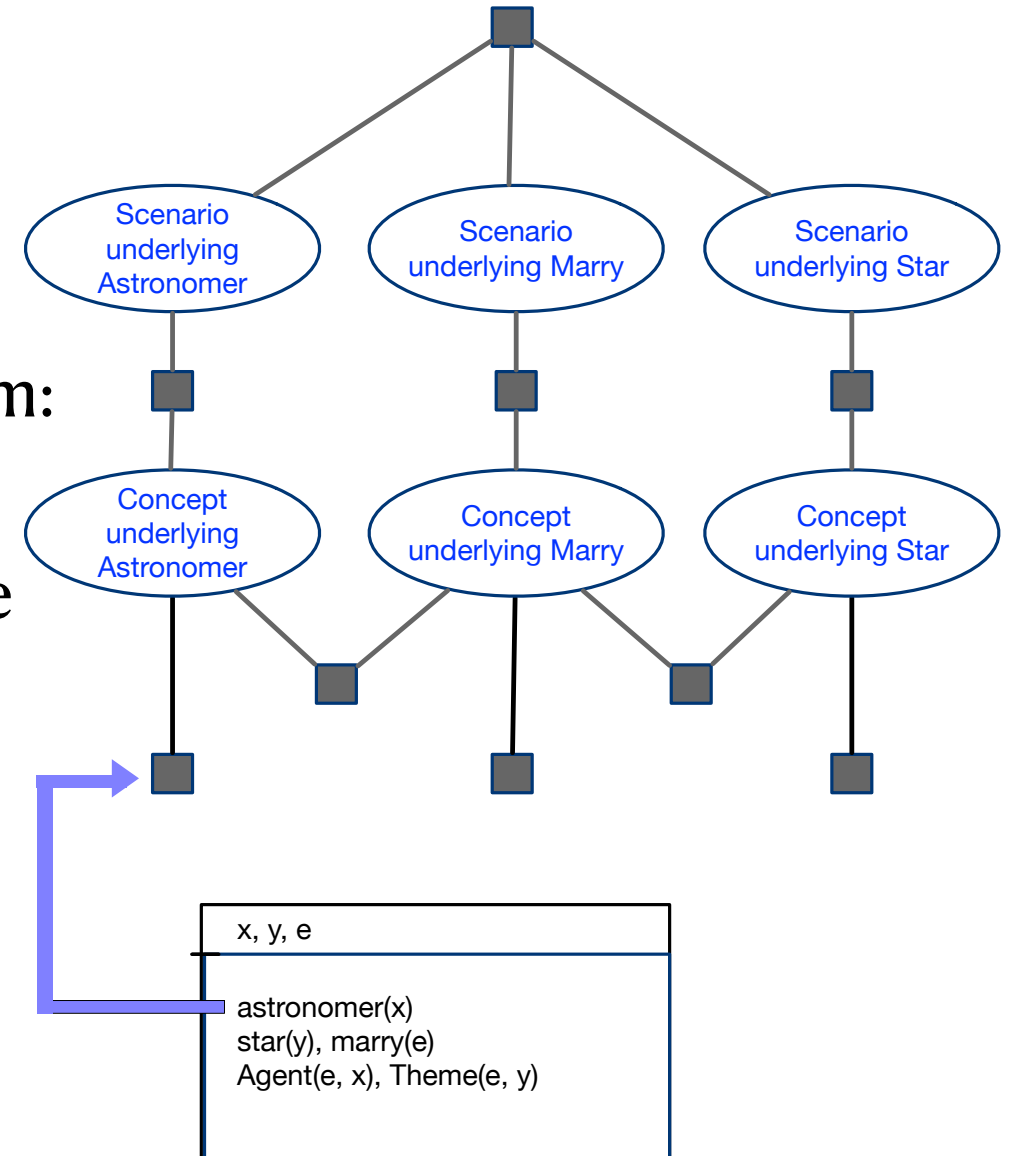 Scenario
underlying
Astronomer
Scenario
underlying Marry
Scenario
underlying Star
m:
Concept
underlying
Astronomer
Concept
underlying Marry
Concept
underlying Star
e
x, y, e
astronomer(x)
star(y), marry(e)
Agent(e, x), Theme(e, y)